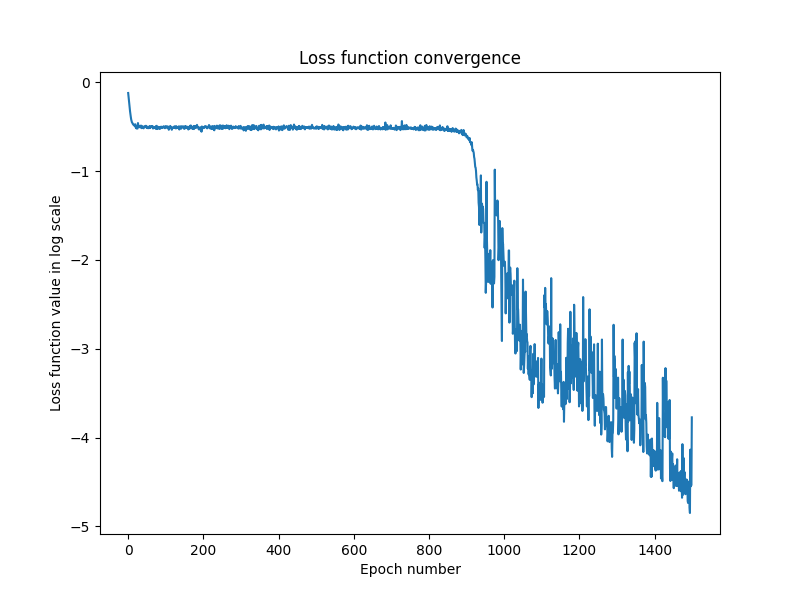 Loss function convergence
Loss function value in log scale
0
−1
−2
−3
−4
−5
0 200 400 600 800 1000 1200 1400
Epoch number